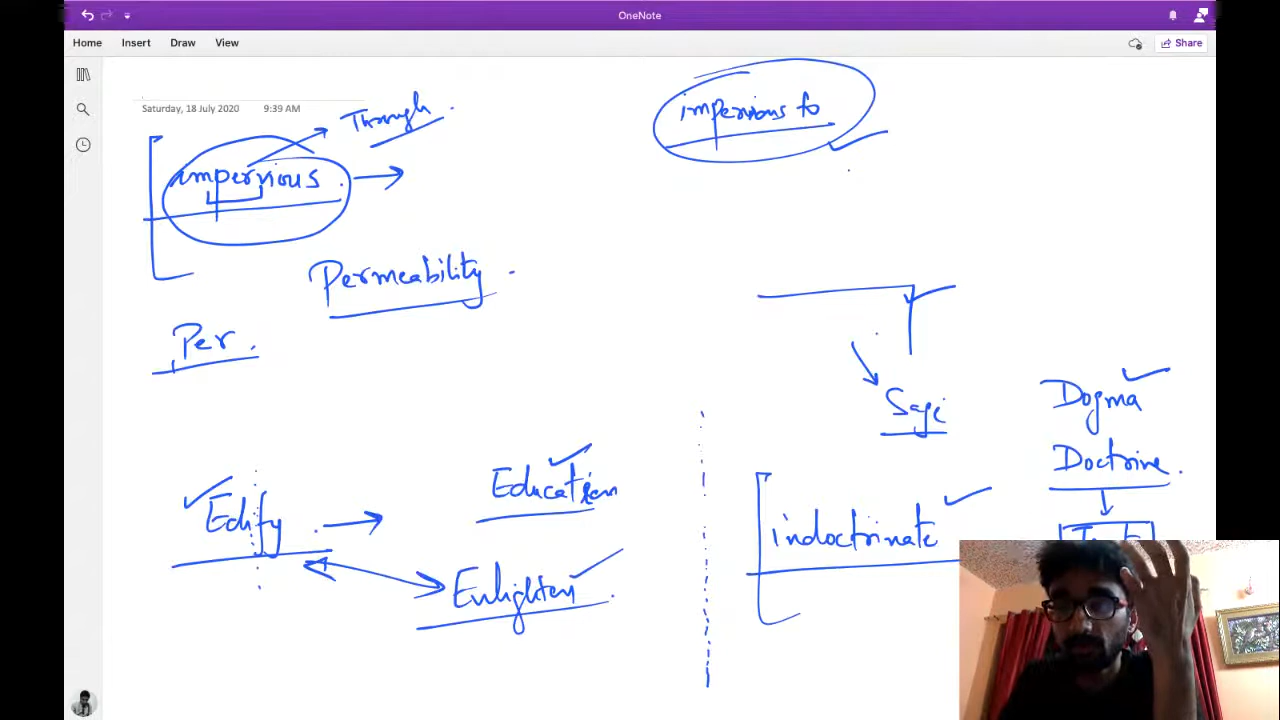 OneNote
Home Insert Draw View
Share
Saturday, 18 July 2020 9:39 AM
Through.
impervious to
impervious.
Permeability.
Per.
Dogma
Doctrine.
Education
Edify.
indoctrinate
Enlighten.